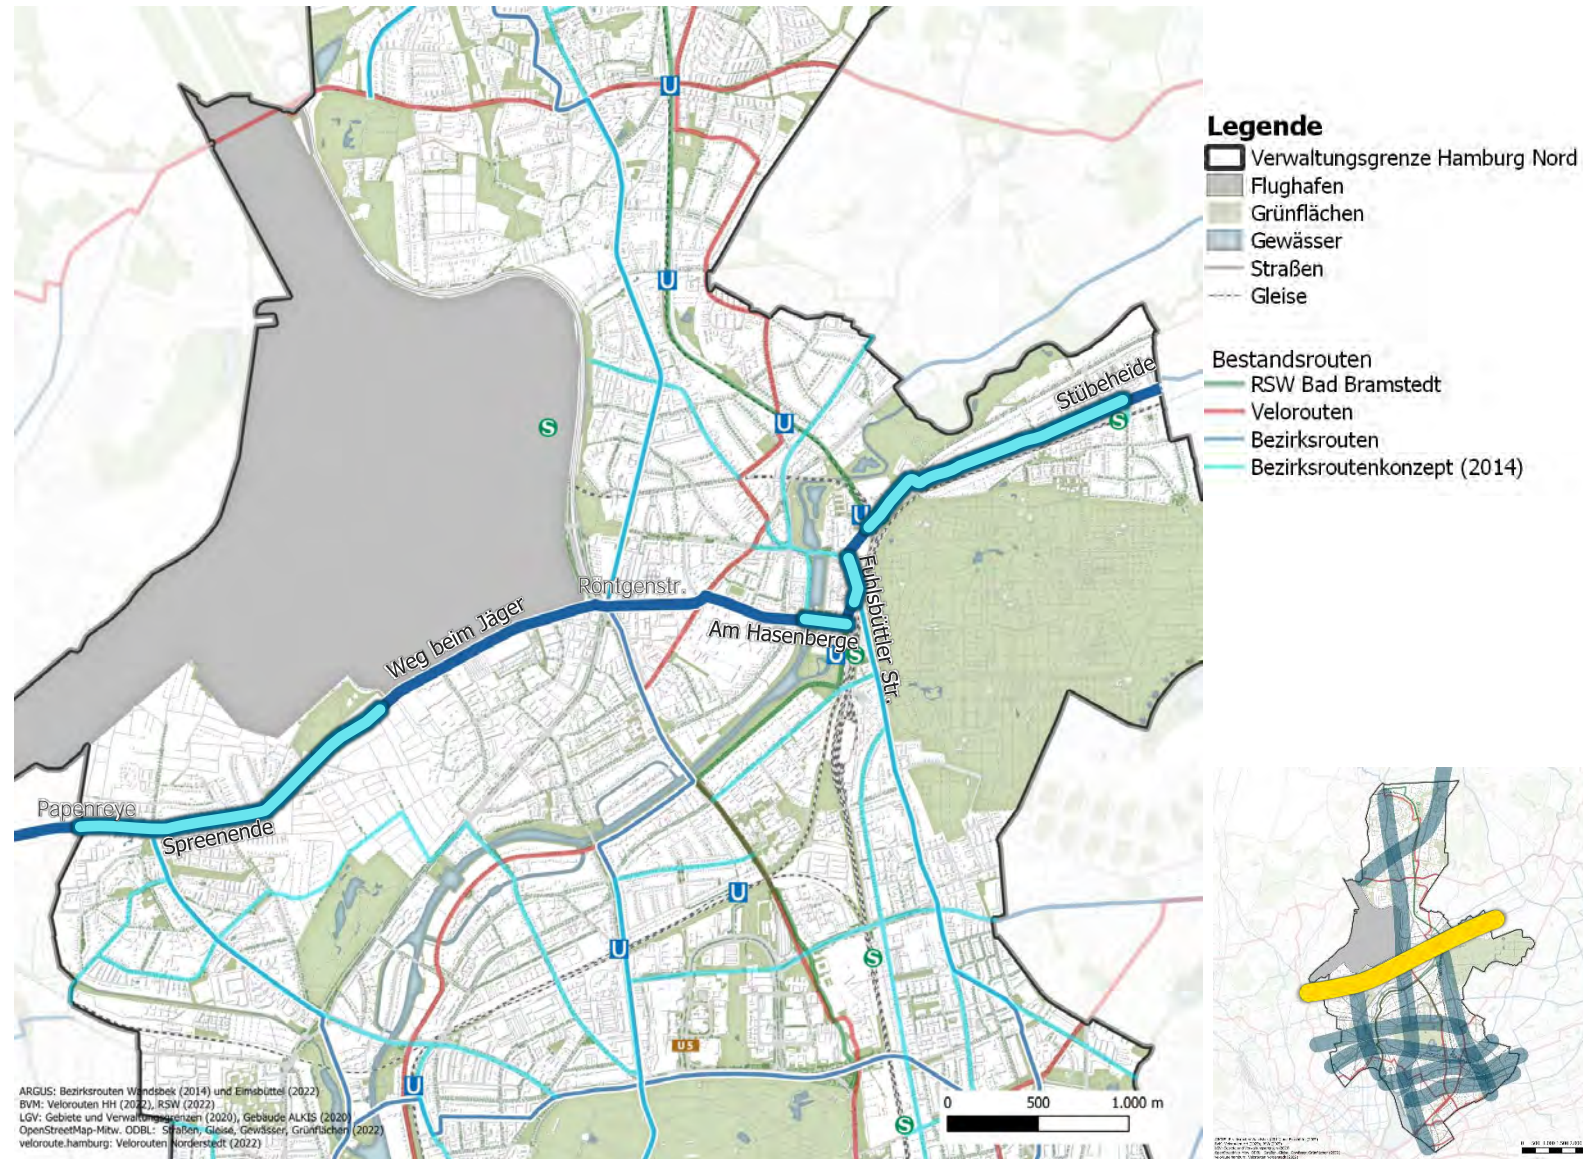 Legende
Verwaltungsgrenze Hamburg Nord
Flughafen
Grünflächen
Gewässer
Straßen
Gleise
Bestandsrouten
RSW Bad Bramstedt
Velorouten
Bezirksrouten
Bezirksroutenkonzept (2014)
U
U
U
S
Stübeheide
S
U
Fuhlsbüttler Str.
Röntgenstr.
Weg beim Jäger
Am Hasenberge
U
S
Papenreye
Spreenende
U
U
S
U5
U
S
0 500 1.000 m
ARGUS: Bezirksrouten Wandsbek (2014) und Eimsbüttel (2022)
BVM: Velorouten HH (2022), RSW (2022)
LGV: Gebiete und Verwaltungsgrenzen (2020), Gebäude ALKIS (2020)
OpenStreetMap-Mitw. ODBL: Straßen, Gleise, Gewässer, Grünflächen (2022)
veloroute.hamburg: Velorouten Norderstedt (2022)